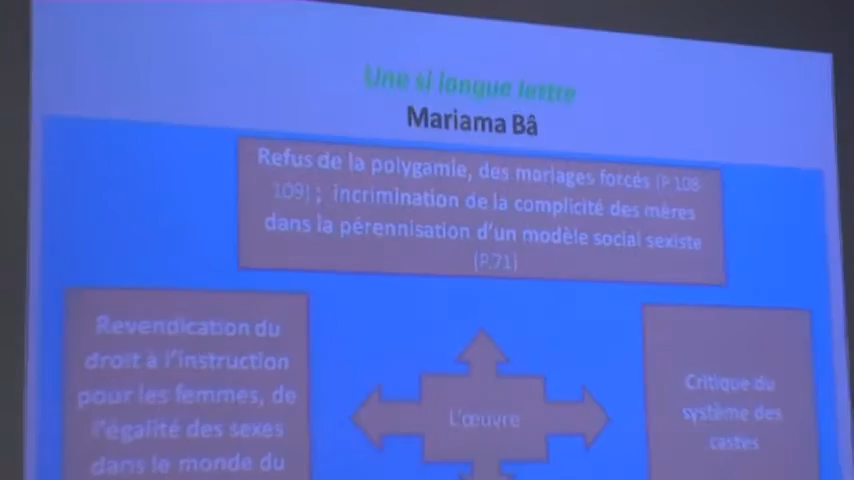 Une si longue lettre
Mariama Bâ
Refus de la polygamie, des mariages forcés (P.108-
109) ; incrimination de la complicité des mères
dans la pérennisation d'un modèle social sexiste
(P.71)
Revendication du
droit à l'instruction
pour les femmes, de
l'égalité des sexes
dans le monde du
L'œuvre
Critique du
système des
castes